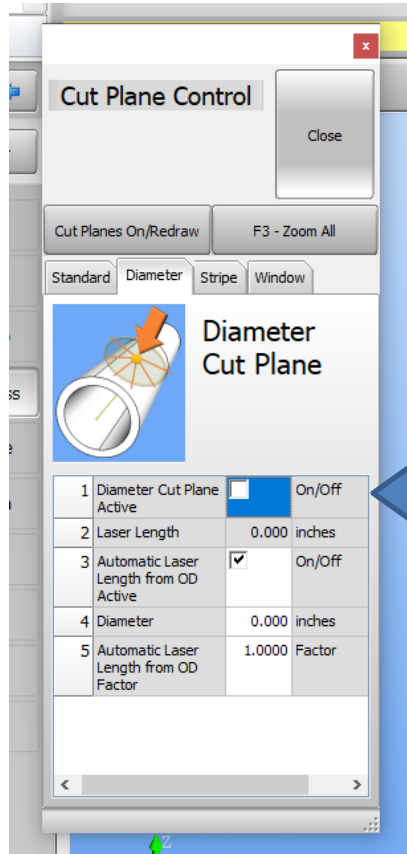 x
Cut Plane Control
Close
Cut Planes On/Redraw
F3 - Zoom All
Standard
Diameter
Stripe
Window
Diameter
Cut Plane
1 Diameter Cut Plane On/Off
Active
2 Laser Length 0.000 inches
3 Automatic Laser On/Off
Length from OD
Active
4 Diameter 0.000 inches
5 Automatic Laser 1.0000 Factor
Length from OD
Factor
ss
Z